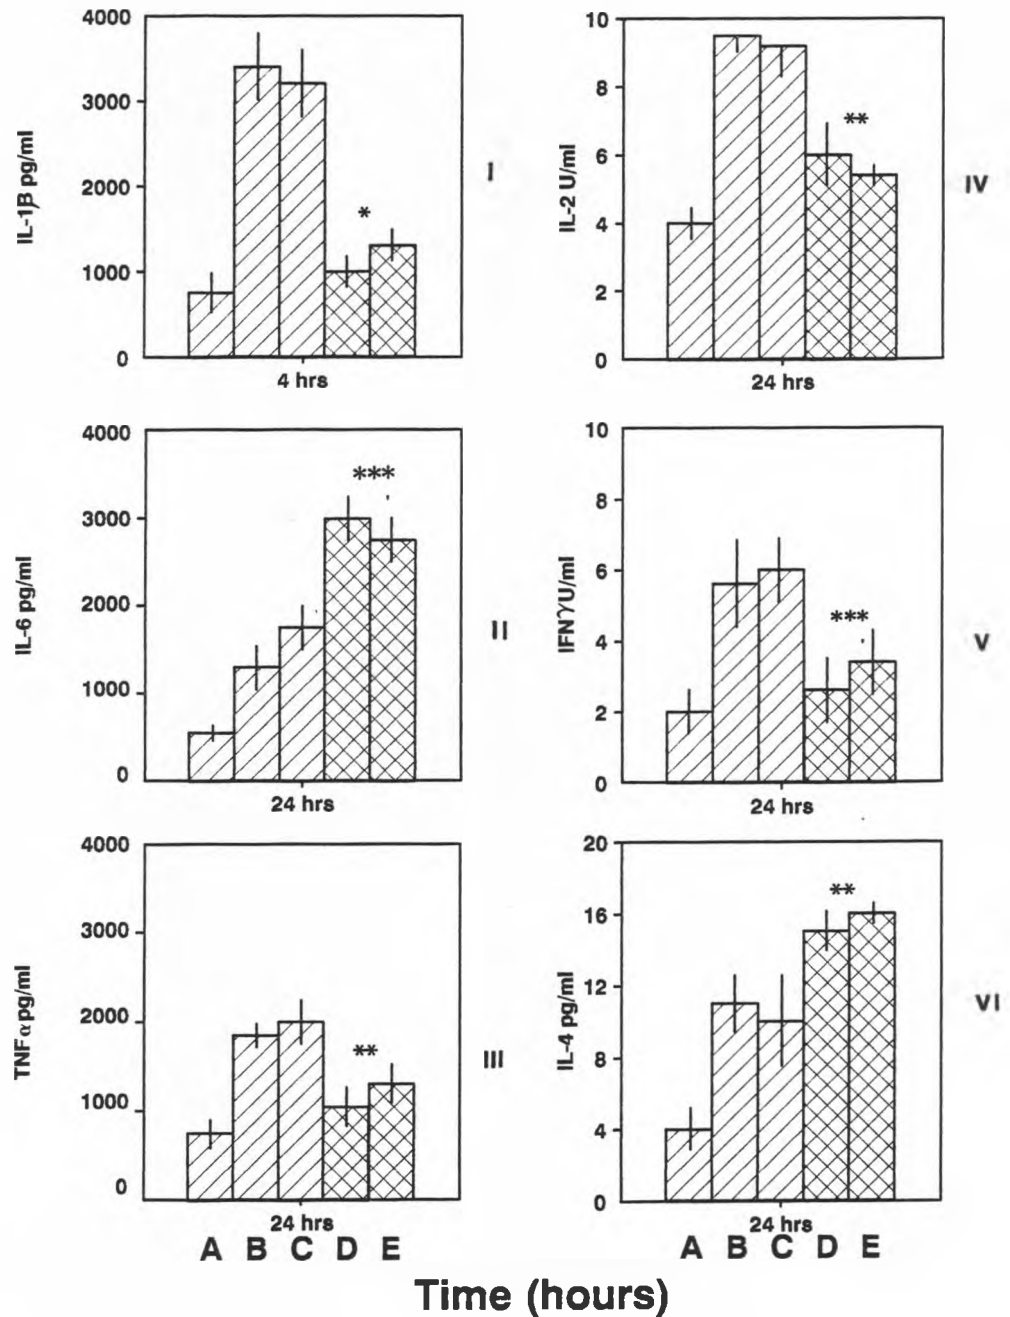 IL-1β pg/ml
4000
3000
2000
1000
0
*
4 hrs
I
IL-2 U/ml
10
8
6
4
2
0
**
24 hrs
IV
IL-6 pg/ml
4000
3000
2000
1000
0
***
24 hrs
II
IFNγU/ml
10
8
6
4
2
0
***
24 hrs
V
TNFα pg/ml
4000
3000
2000
1000
0
**
24 hrs
III
IL-4 pg/ml
20
16
12
8
4
0
**
24 hrs
VI
A B C D E
A B C D E
Time (hours)